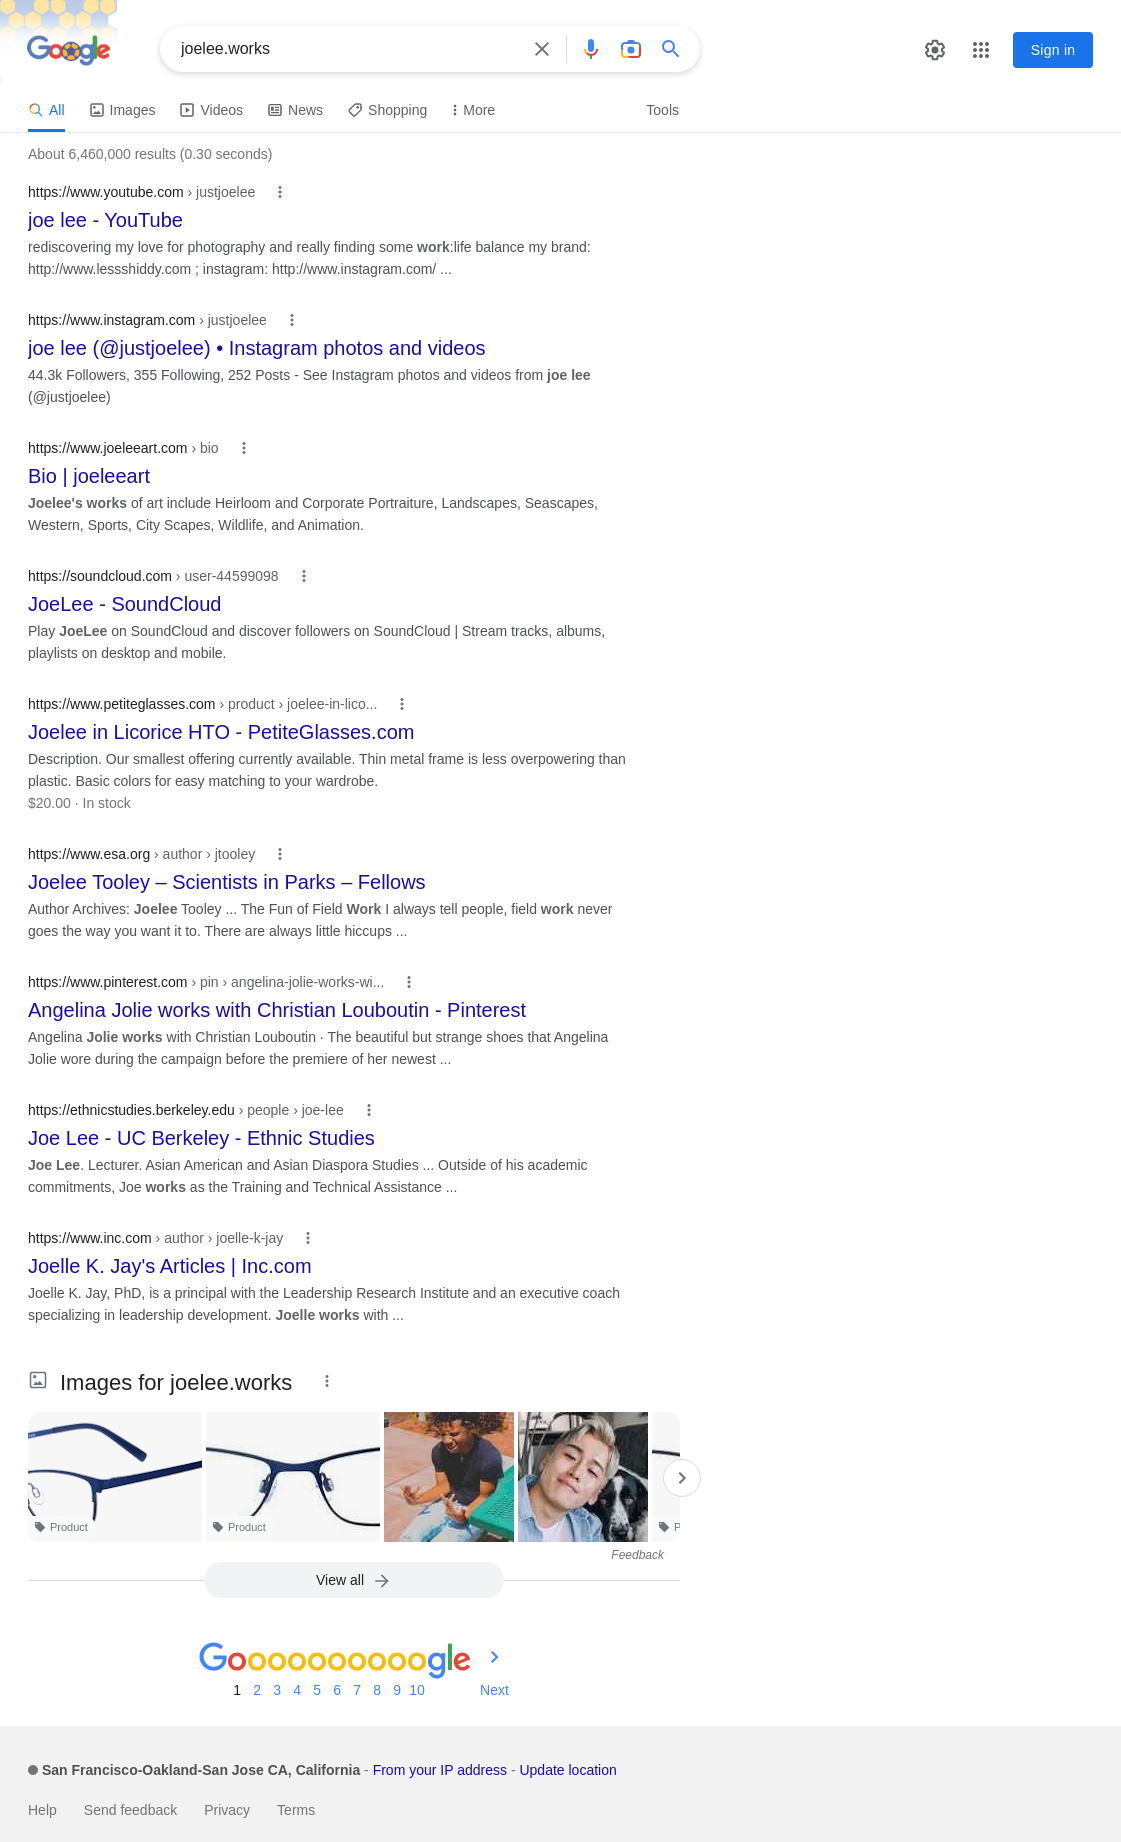 Google
joelee.works
Sign in
All
Images
Videos
News
Shopping
More
Tools
About 6,460,000 results (0.30 seconds)
https://www.youtube.com › justjoelee
joe lee - YouTube
rediscovering my love for photography and really finding some work:life balance my brand:
http://www.lessshiddy.com ; instagram: http://www.instagram.com/ ...
https://www.instagram.com › justjoelee
joe lee (@justjoelee) • Instagram photos and videos
44.3k Followers, 355 Following, 252 Posts - See Instagram photos and videos from joe lee
(@justjoelee)
https://www.joeleeart.com › bio
Bio | joeleeart
Joelee's works of art include Heirloom and Corporate Portraiture, Landscapes, Seascapes,
Western, Sports, City Scapes, Wildlife, and Animation.
https://soundcloud.com › user-44599098
JoeLee - SoundCloud
Play JoeLee on SoundCloud and discover followers on SoundCloud | Stream tracks, albums,
playlists on desktop and mobile.
https://www.petiteglasses.com › product › joelee-in-lico...
Joelee in Licorice HTO - PetiteGlasses.com
Description. Our smallest offering currently available. Thin metal frame is less overpowering than
plastic. Basic colors for easy matching to your wardrobe.
$20.00 · In stock
https://www.esa.org › author › jtooley
Joelee Tooley – Scientists in Parks – Fellows
Author Archives: Joelee Tooley ... The Fun of Field Work I always tell people, field work never
goes the way you want it to. There are always little hiccups ...
https://www.pinterest.com › pin › angelina-jolie-works-wi...
Angelina Jolie works with Christian Louboutin - Pinterest
Angelina Jolie works with Christian Louboutin · The beautiful but strange shoes that Angelina
Jolie wore during the campaign before the premiere of her newest ...
https://ethnicstudies.berkeley.edu › people › joe-lee
Joe Lee - UC Berkeley - Ethnic Studies
Joe Lee. Lecturer. Asian American and Asian Diaspora Studies ... Outside of his academic
commitments, Joe works as the Training and Technical Assistance ...
https://www.inc.com › author › joelle-k-jay
Joelle K. Jay's Articles | Inc.com
Joelle K. Jay, PhD, is a principal with the Leadership Research Institute and an executive coach
specializing in leadership development. Joelle works with ...
Images for joelee.works
Product
Product
P
Feedback
View all
Goooooooooogle
1 2 3 4 5 6 7 8 9 10 Next
San Francisco-Oakland-San Jose CA, California - From your IP address - Update location
Help
Send feedback
Privacy
Terms